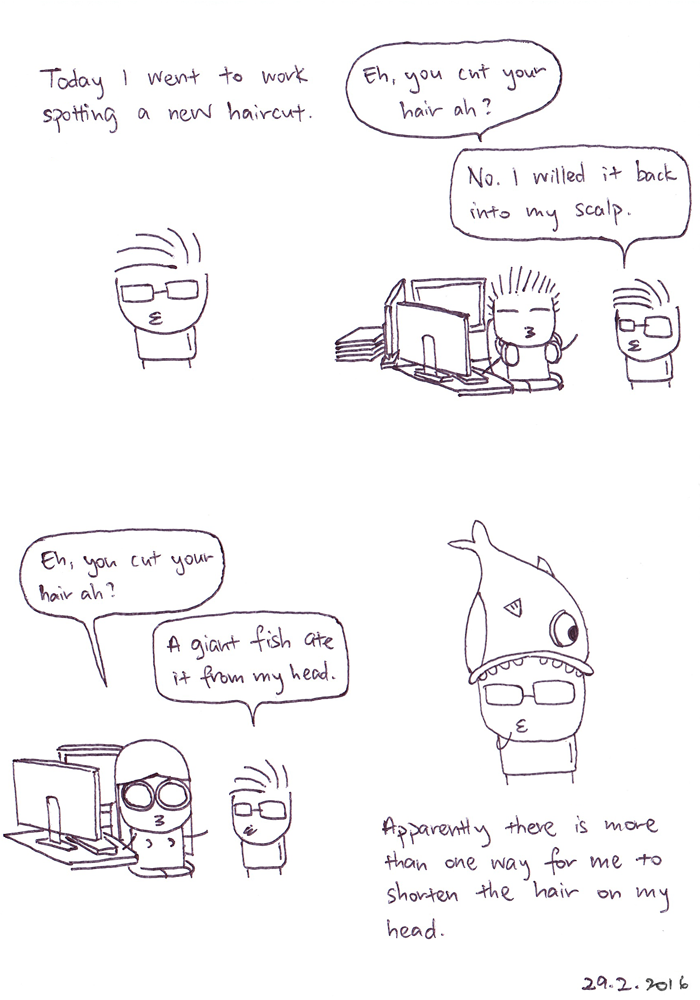 Today I went to work
spotting a new haircut.
Eh, you cut your
hair ah?
No. I willed it back
into my scalp.
Eh, you cut your
hair ah?
A giant fish ate
it from my head.
Apparently there is more
than one way for me to
shorten the hair on my
head.
29.2.2016